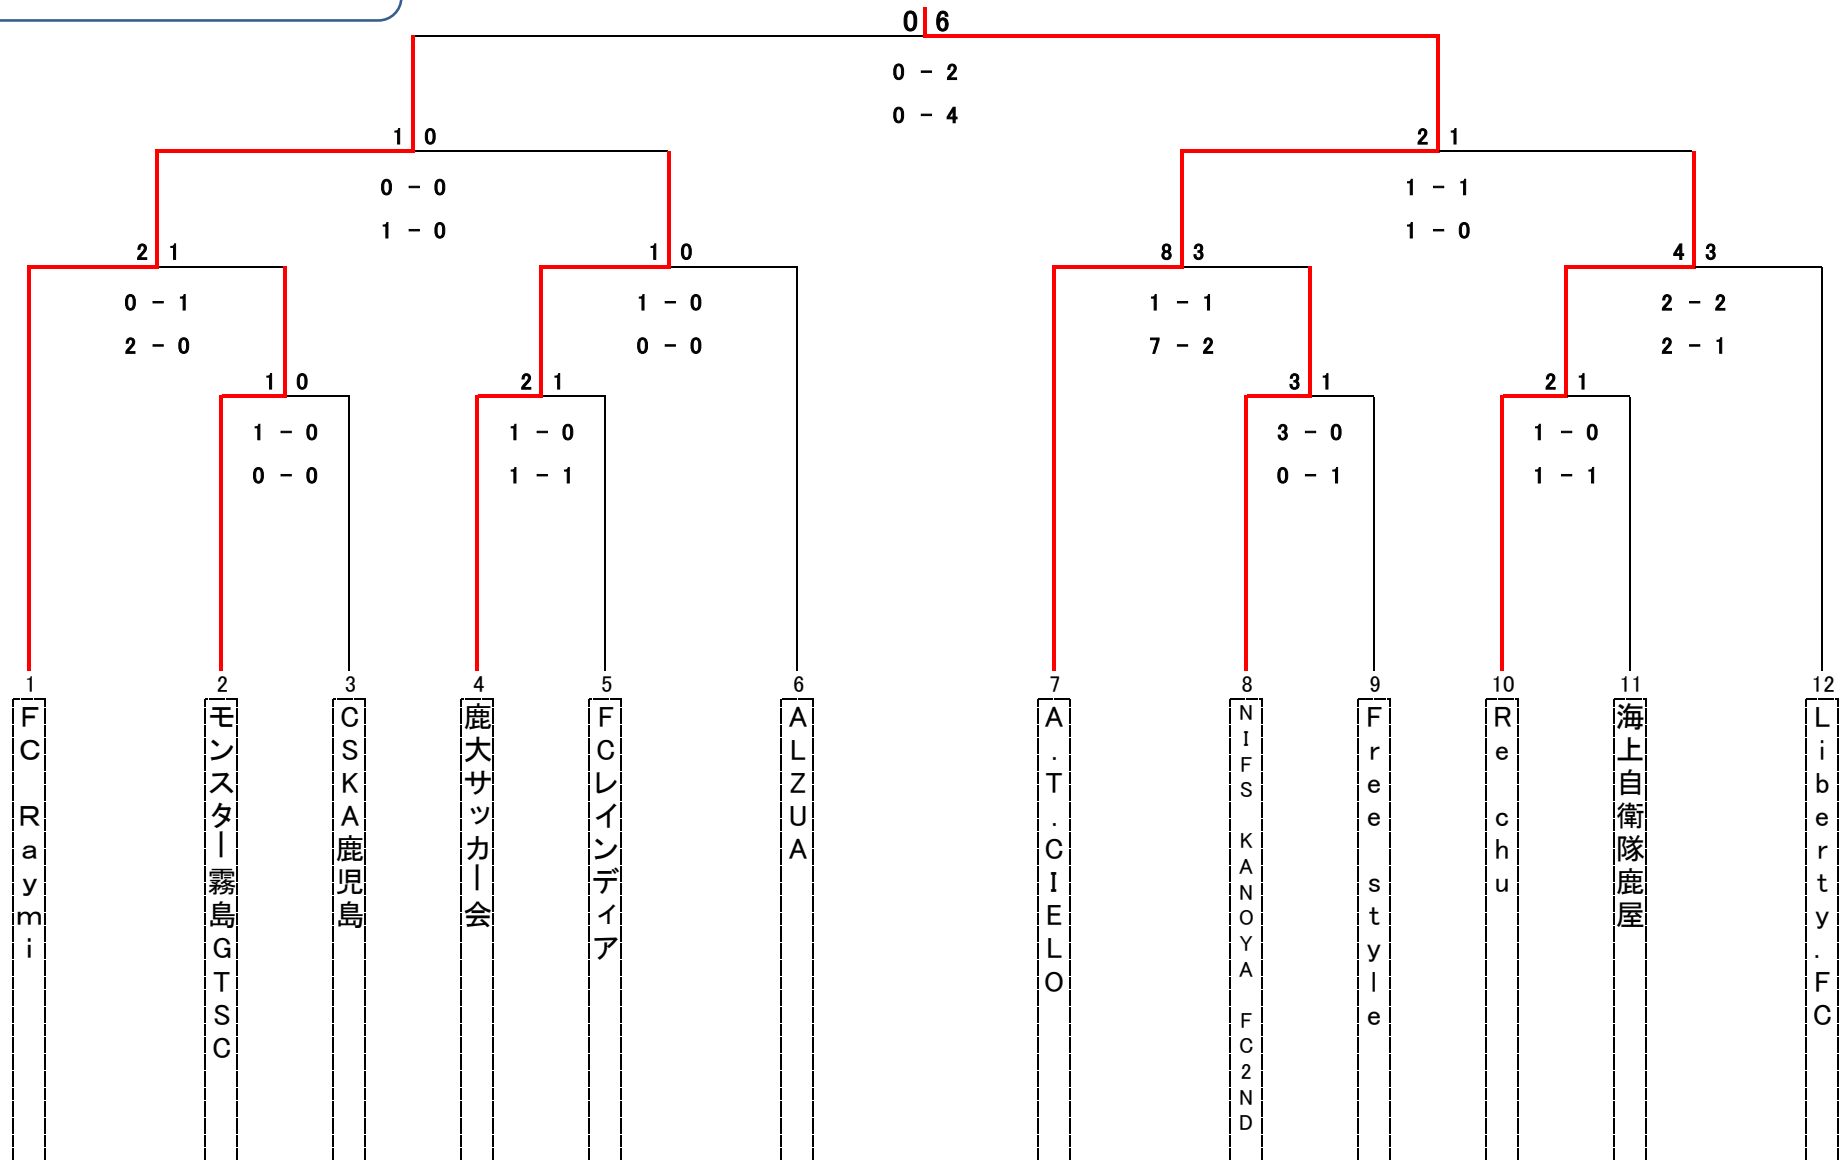 0 6
0 - 2
0 - 4
1 0
2 1
0 - 0
1 - 0
1 - 1
1 - 0
2 1
1 0
8 3
4 3
0 - 1
2 - 0
1 - 0
0 - 0
1 - 1
7 - 2
2 - 2
2 - 1
1 0
2 1
3 1
2 1
1 - 0
0 - 0
1 - 0
1 - 1
3 - 0
0 - 1
1 - 0
1 - 1
1
2
3
4
5
6
7
8
9
10
11
12
FC Raymi
モンスター霧島GTSC
CSKA鹿児島
鹿大サッカー会
FCレインディア
ALZUA
A.T.CIELO
NIFS KANOYA FC2ND
Free style
Re chu
海上自衛隊鹿屋
Liberty.FC